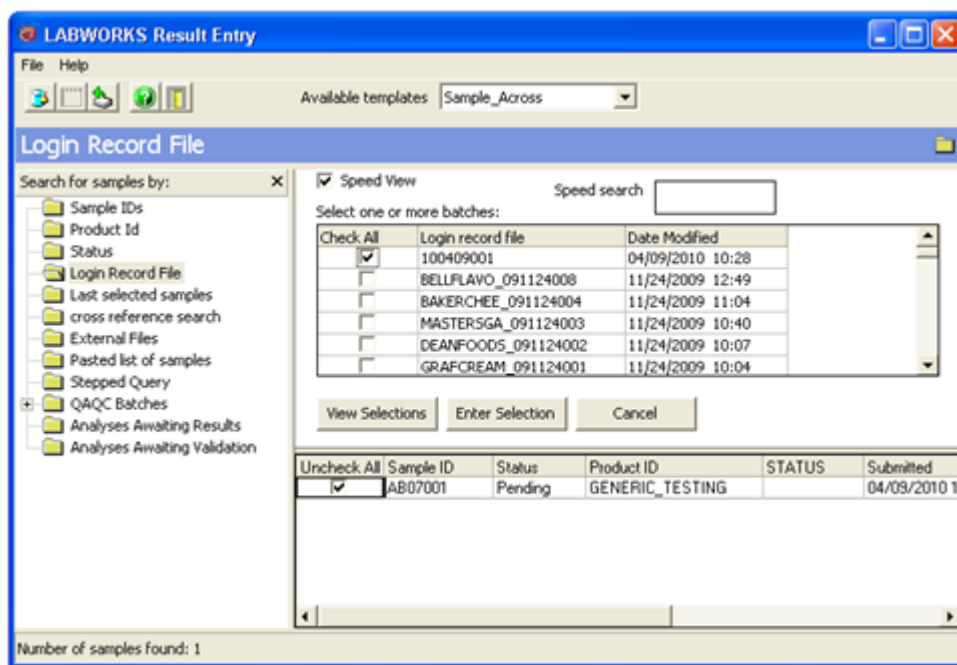 LABWORKS Result Entry
File Help
Available templates Sample_Across
Login Record File
Search for samples by:
Sample IDs
Product Id
Status
Login Record File
Last selected samples
cross reference search
External Files
Pasted list of samples
Stepped Query
QAQC Batches
Analyses Awaiting Results
Analyses Awaiting Validation
Speed View
Speed search
Select one or more batches:
Check All Login record file Date Modified
100409001 04/09/2010 10:28
BELLFLAVO_091124008 11/24/2009 12:49
BAKERCHEE_091124004 11/24/2009 11:04
MASTERSGA_091124003 11/24/2009 10:40
DEANFOODS_091124002 11/24/2009 10:07
GRAFCREAM_091124001 11/24/2009 10:04
View Selections Enter Selection Cancel
Uncheck All Sample ID Status Product ID STATUS Submitted
AB07001 Pending GENERIC_TESTING 04/09/2010 1
Number of samples found: 1